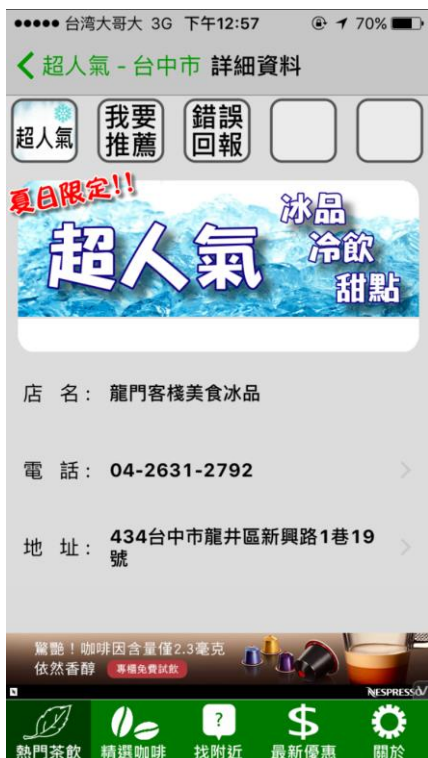 台湾大哥大 3G 下午12:57 70%
超人氣 – 台中市 詳細資料
超人氣
我要推薦
錯誤回報
夏日限定!!
超人氣
冰品
冷飲
甜點
店 名: 龍門客棧美食冰品
電 話: 04-2631-2792
地 址: 434台中市龍井區新興路1巷19
號
驚艷！咖啡因含量僅2.3毫克
依然香醇 專櫃免費試飲
NESPRESSO
熱門茶飲 精選咖啡 找附近 最新優惠 關於